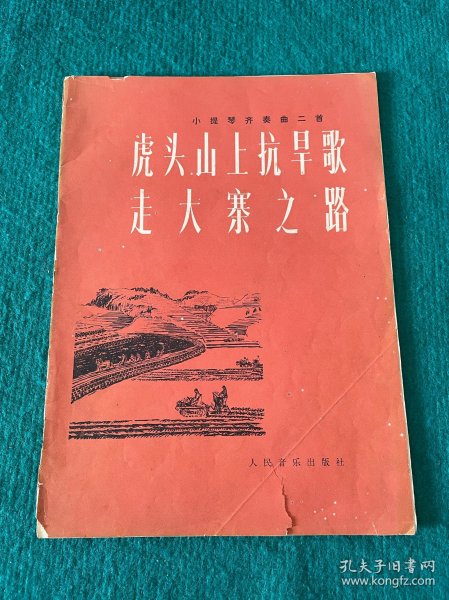 小提琴齐奏曲二首
虎头山上抗旱歌
走大寨之路
人民音乐出版社
孔夫子旧书网
www.kongfz.com